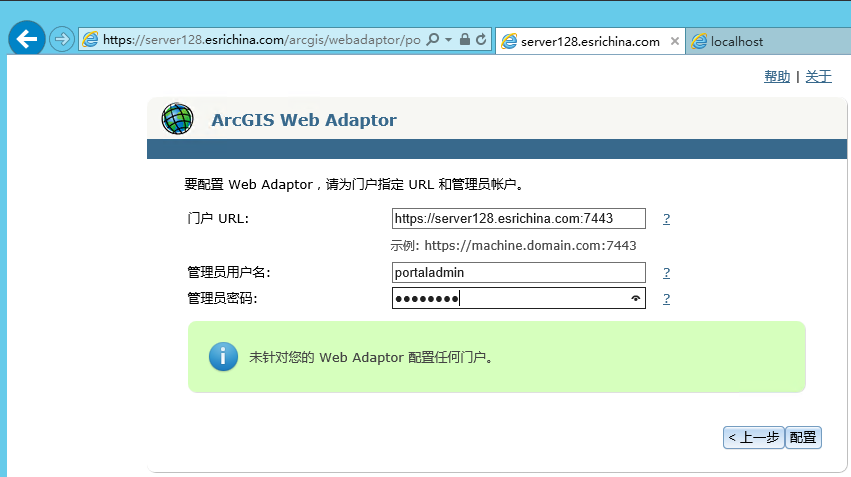 https://server128.esrichina.com/arcgis/webadaptor/po
server128.esrichina.com
localhost
帮助 | 关于
ArcGIS Web Adaptor
要配置 Web Adaptor，请为门户指定 URL 和管理员帐户。
门户 URL: https://server128.esrichina.com:7443 ?
示例: https://machine.domain.com:7443
管理员用户名: portaladmin ?
管理员密码: ●●●●●●●● ?
未针对您的 Web Adaptor 配置任何门户。
< 上一步 配置